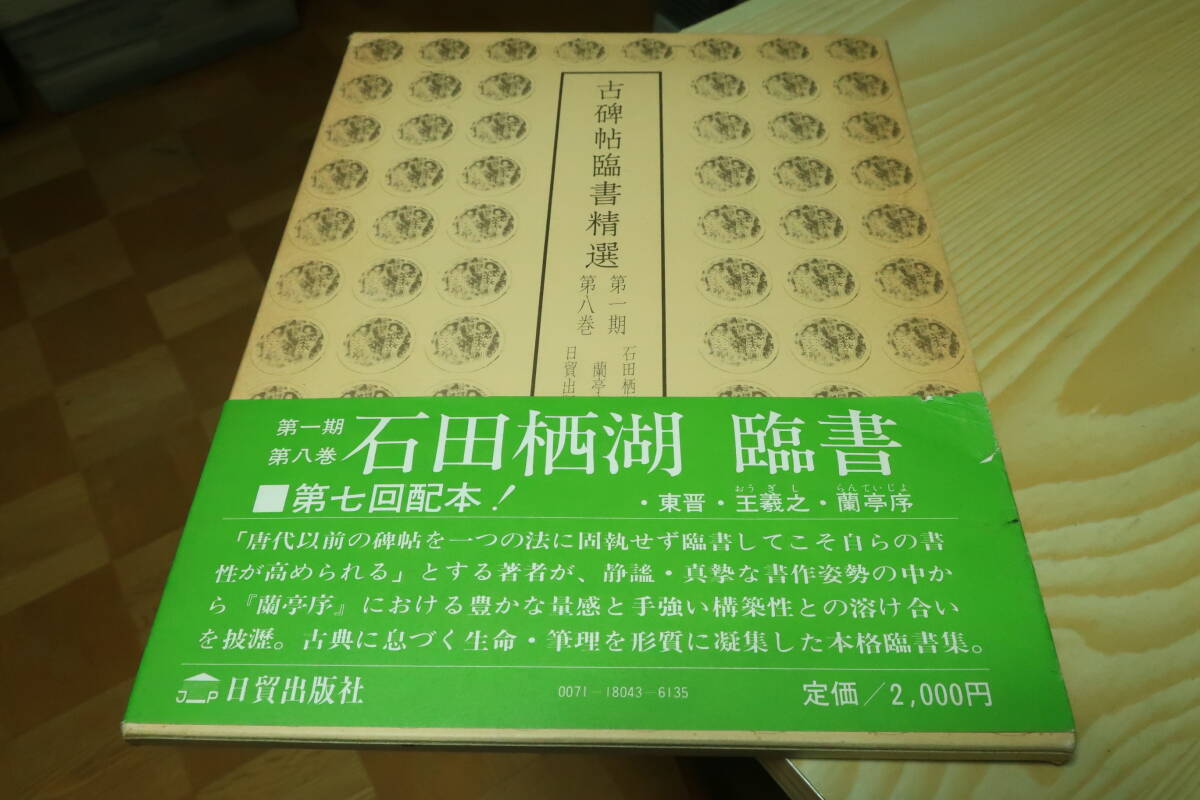 古碑帖臨書精選
第一期
第八巻
石田栖
蘭亭
日貿出
第一期
第八巻
石田栖湖 臨書
■第七回配本!
・東晋・王羲之・蘭亭序
おうぎし
らんていじょ
「唐代以前の碑帖を一つの法に固執せず臨書してこそ自らの書
性が高められる」とする著者が、静謐・真摯な書作姿勢の中か
ら『蘭亭序』における豊かな量感と手強い構築性との溶け合い
を披瀝。古典に息づく生命・筆理を形質に凝集した本格臨書集。
JP 日貿出版社
0071-18043-6135
定価/2,000円